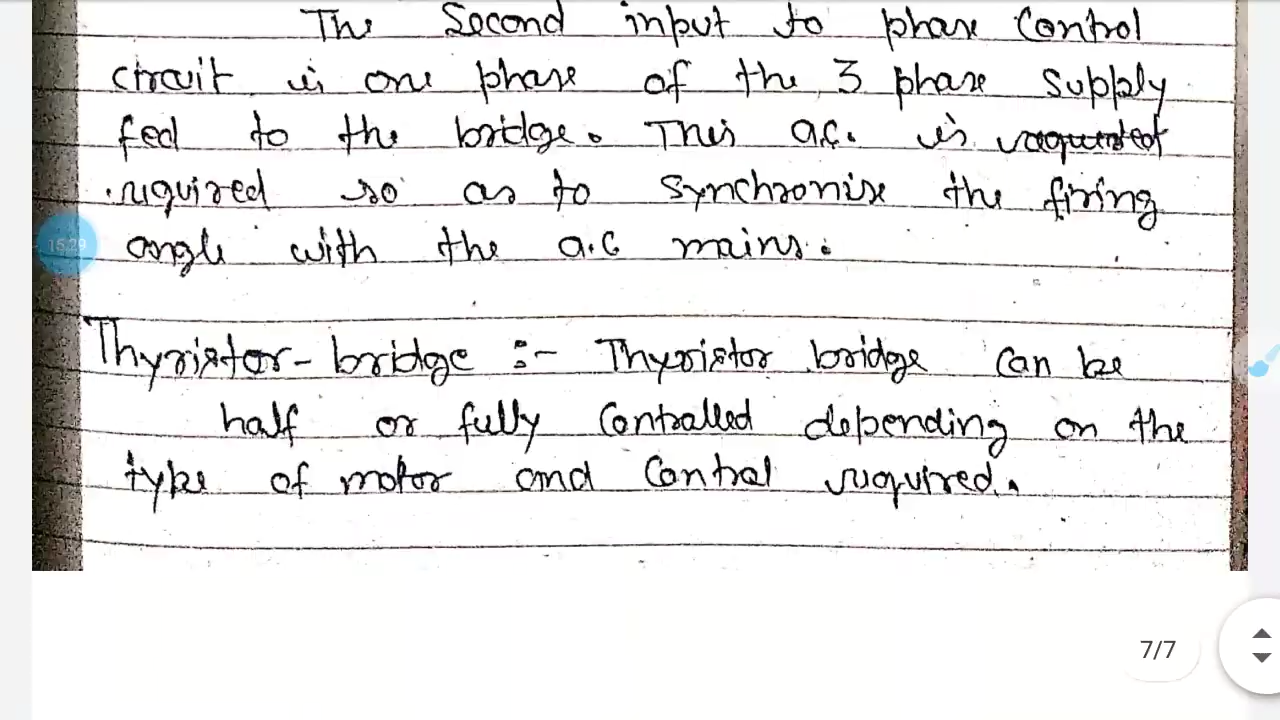 The Second input to phase Control
circuit is one phase of the 3 phase supply
fed to the bridge. This a.c. is
required so as to synchronise the firing
15:29
angle with the a.c mains.
Thyristor-bridge :- Thyristor bridge can be
half or fully Controlled depending on the
type of motor and Control required.
7/7